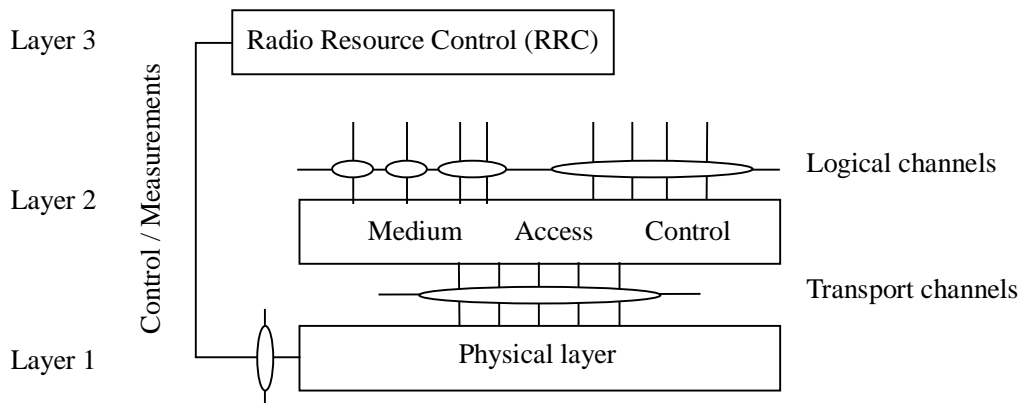 Layer 3
Radio Resource Control (RRC)
Control / Measurements
Logical channels
Layer 2
Medium Access Control
Transport channels
Layer 1
Physical layer